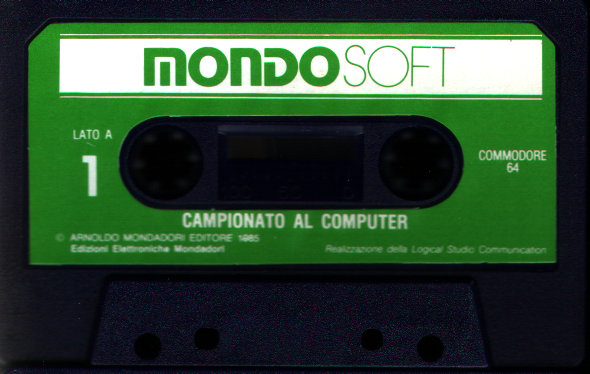 MONDOSOFT
LATO A
1
COMMODORE
64
CAMPIONATO AL COMPUTER
© ARNOLDO MONDADORI EDITORE 1985
Edizioni Elettroniche Mondadori
Realizzazione della Logical Studio Communication